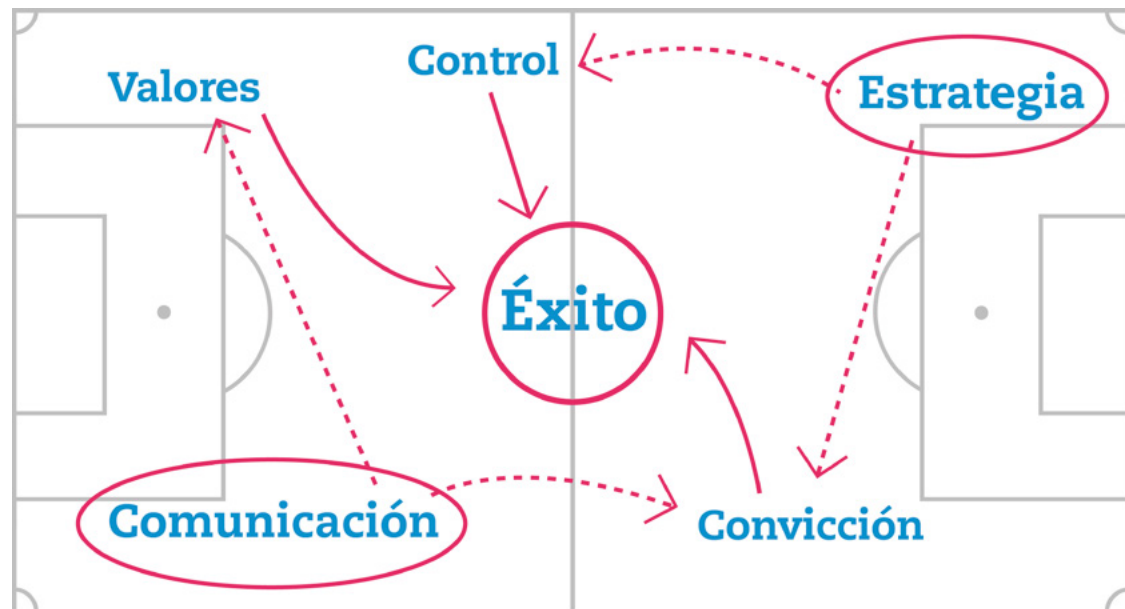 Control
Valores
Estrategia
Éxito
Comunicación
Convicción